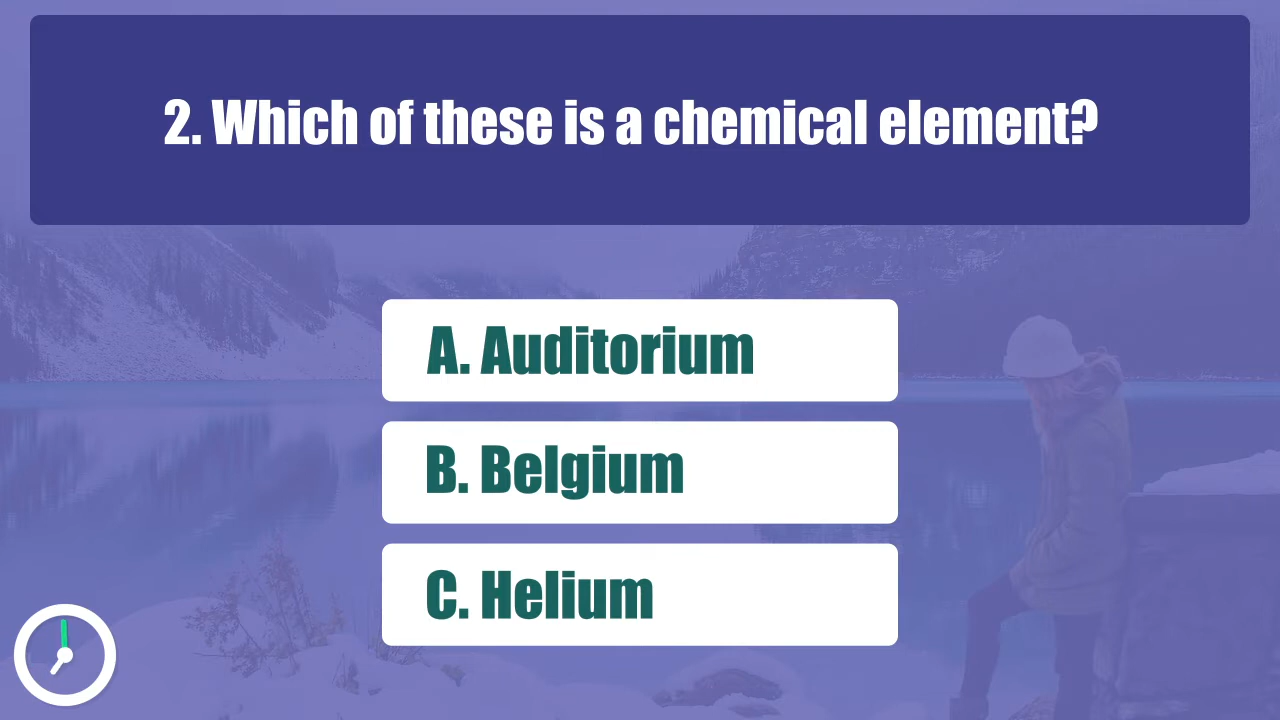 2. Which of these is a chemical element?
A. Auditorium
B. Belgium
C. Helium